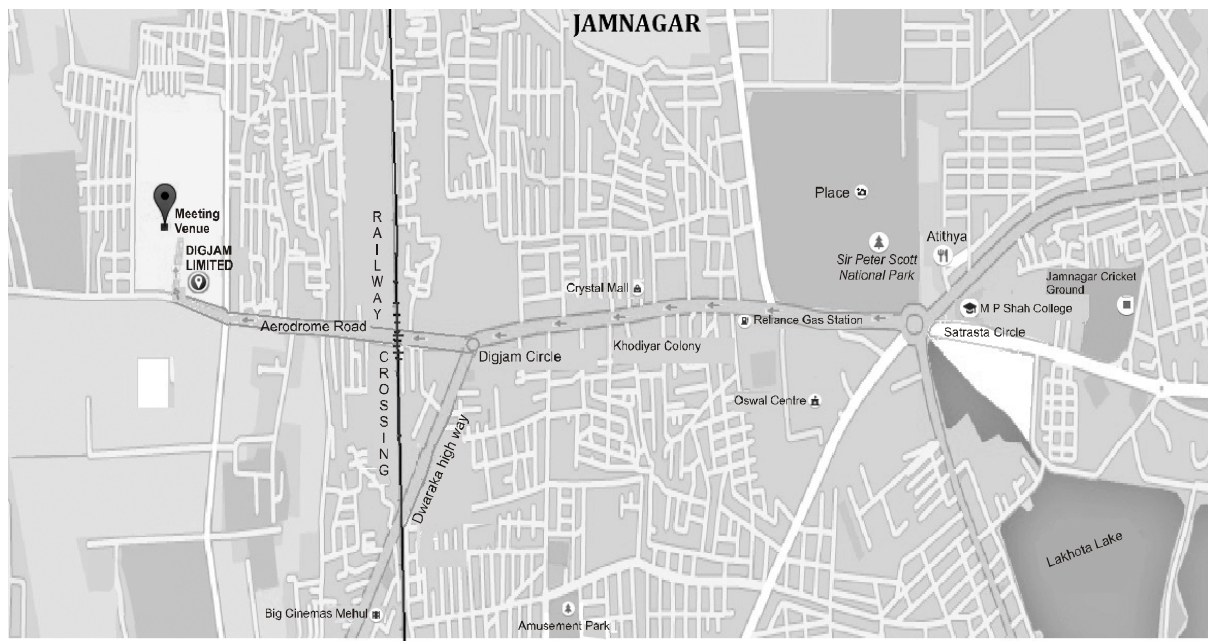 JAMNAGAR
Place
Meeting
Venue
RAILWAY
Atithya
DIGJAM
LIMITED
Sir Peter Scott
National Park
Jamnagar Cricket
Ground
Crystal Mall
M P Shah College
Aerodrome Road
Reliance Gas Station
Satrasta Circle
Khodiyar Colony
Digjam Circle
CROSSING
Oswal Centre
Dwaraka high way
Lakhota Lake
Big Cinemas Mehul
Amusement Park